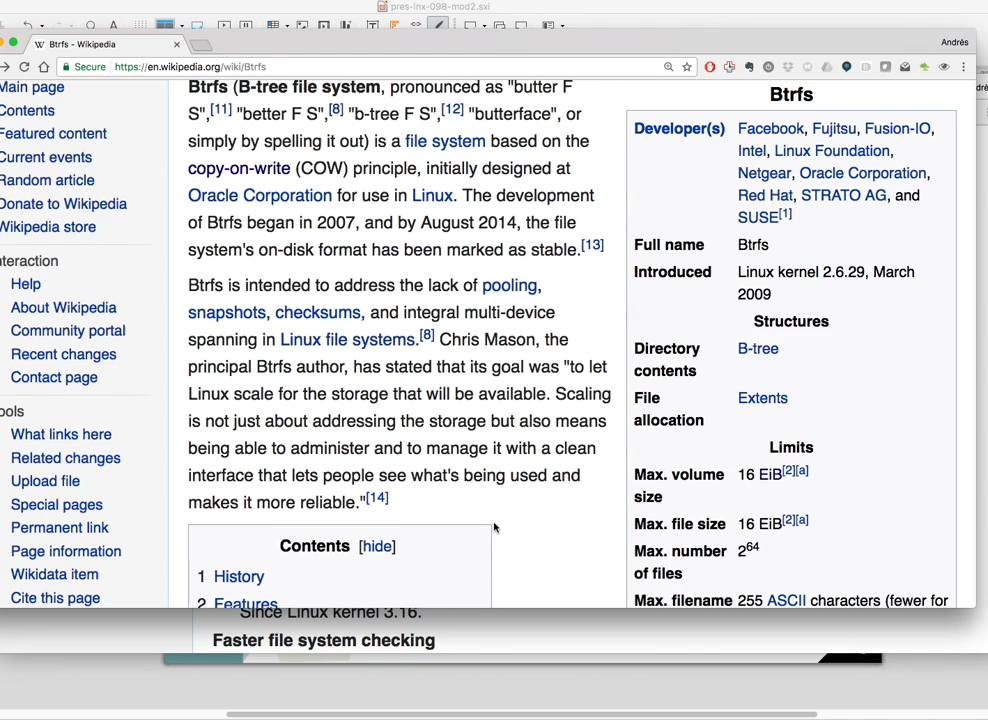 pres-lnx-098-mod2.sxi
Btrfs - Wikipedia
Andrés
Secure https://en.wikipedia.org/wiki/Btrfs
Main page
Contents
Featured content
Current events
Random article
Donate to Wikipedia
Wikipedia store
nteraction
Help
About Wikipedia
Community portal
Recent changes
Contact page
ools
What links here
Related changes
Upload file
Special pages
Permanent link
Page information
Wikidata item
Cite this page
Btrfs (B-tree file system, pronounced as "butter F
S",[11] "better F S",[8] "b-tree F S",[12] "butterface", or
simply by spelling it out) is a file system based on the
copy-on-write (COW) principle, initially designed at
Oracle Corporation for use in Linux. The development
of Btrfs began in 2007, and by August 2014, the file
system's on-disk format has been marked as stable.[13]
Btrfs is intended to address the lack of pooling,
snapshots, checksums, and integral multi-device
spanning in Linux file systems.[8] Chris Mason, the
principal Btrfs author, has stated that its goal was "to let
Linux scale for the storage that will be available. Scaling
is not just about addressing the storage but also means
being able to administer and to manage it with a clean
interface that lets people see what's being used and
makes it more reliable."[14]
Contents [hide]
1 History
2 Features
Btrfs
Developer(s) Facebook, Fujitsu, Fusion-IO,
Intel, Linux Foundation,
Netgear, Oracle Corporation,
Red Hat, STRATO AG, and
SUSE[1]
Full name Btrfs
Introduced Linux kernel 2.6.29, March
2009
Structures
Directory B-tree
contents
File Extents
allocation
Limits
Max. volume 16 EiB[2][a]
size
Max. file size 16 EiB[2][a]
Max. number 2^64
of files
Max. filename 255 ASCII characters (fewer for
Since Linux kernel 3.16.
Faster file system checking